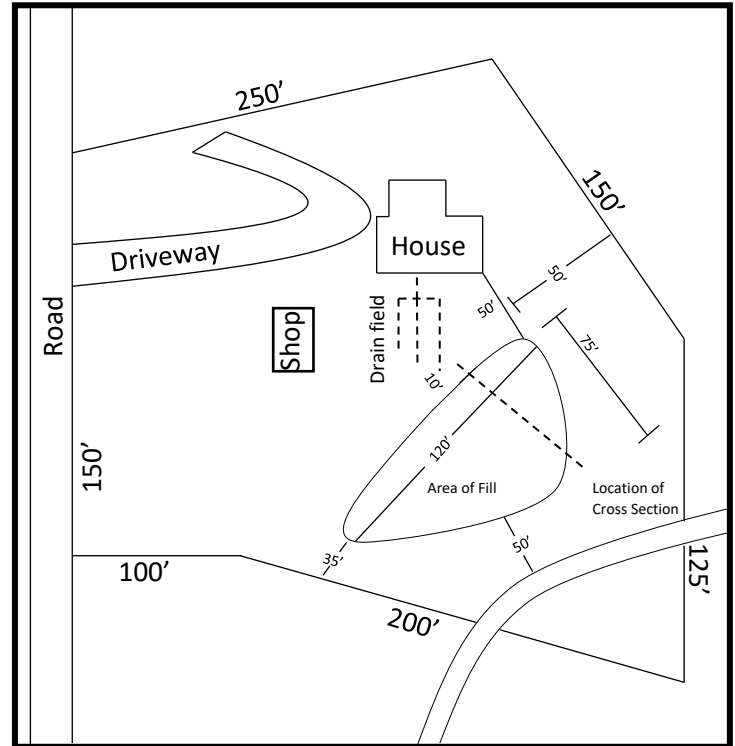 250’
150’
Driveway
House
50’
50’
75’
Road
Shop
Drain field
10’
120’
150’
Area of Fill
Location of
Cross Section
35’
50’
100’
200’
125’